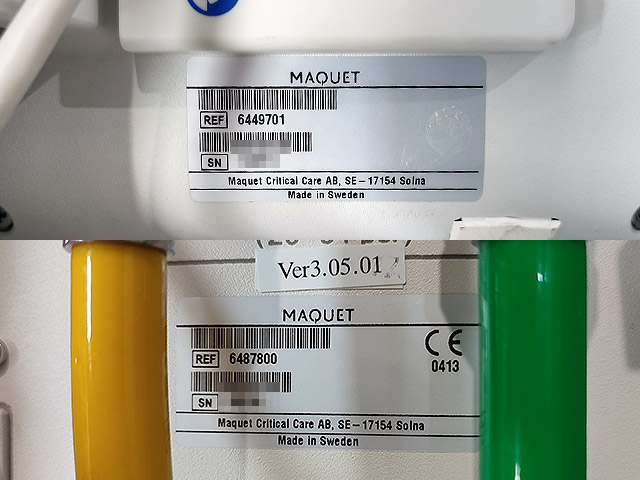 MAQUET
REF 6449701
SN
Maquet Critical Care AB, SE-17154 Solna
Made in Sweden
Ver3.05.01
MAQUET
REF 6487800
CE
0413
SN
Maquet Critical Care AB, SE-17154 Solna
Made in Sweden